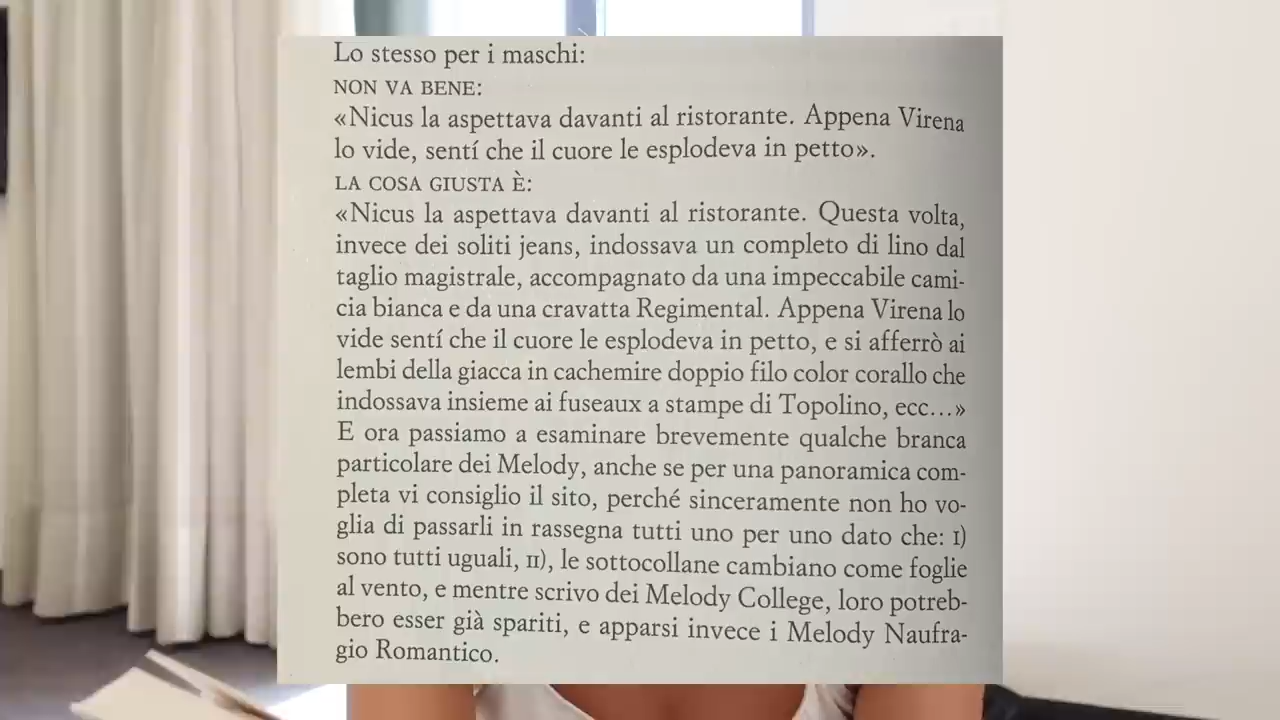 Lo stesso per i maschi:
NON VA BENE:
«Nicus la aspettava davanti al ristorante. Appena Virena
lo vide, sentí che il cuore le esplodeva in petto».
LA COSA GIUSTA È:
«Nicus la aspettava davanti al ristorante. Questa volta,
invece dei soliti jeans, indossava un completo di lino dal
taglio magistrale, accompagnato da una impeccabile cami-
cia bianca e da una cravatta Regimental. Appena Virena lo
vide sentí che il cuore le esplodeva in petto, e si afferrò ai
lembi della giacca in cachemire doppio filo color corallo che
indossava insieme ai fuseaux a stampe di Topolino, ecc...»
E ora passiamo a esaminare brevemente qualche branca
particolare dei Melody, anche se per una panoramica com-
pleta vi consiglio il sito, perché sinceramente non ho vo-
glia di passarli in rassegna tutti uno per uno dato che: I)
sono tutti uguali, II), le sottocollane cambiano come foglie
al vento, e mentre scrivo dei Melody College, loro potreb-
bero esser già spariti, e apparsi invece i Melody Naufra-
gio Romantico.